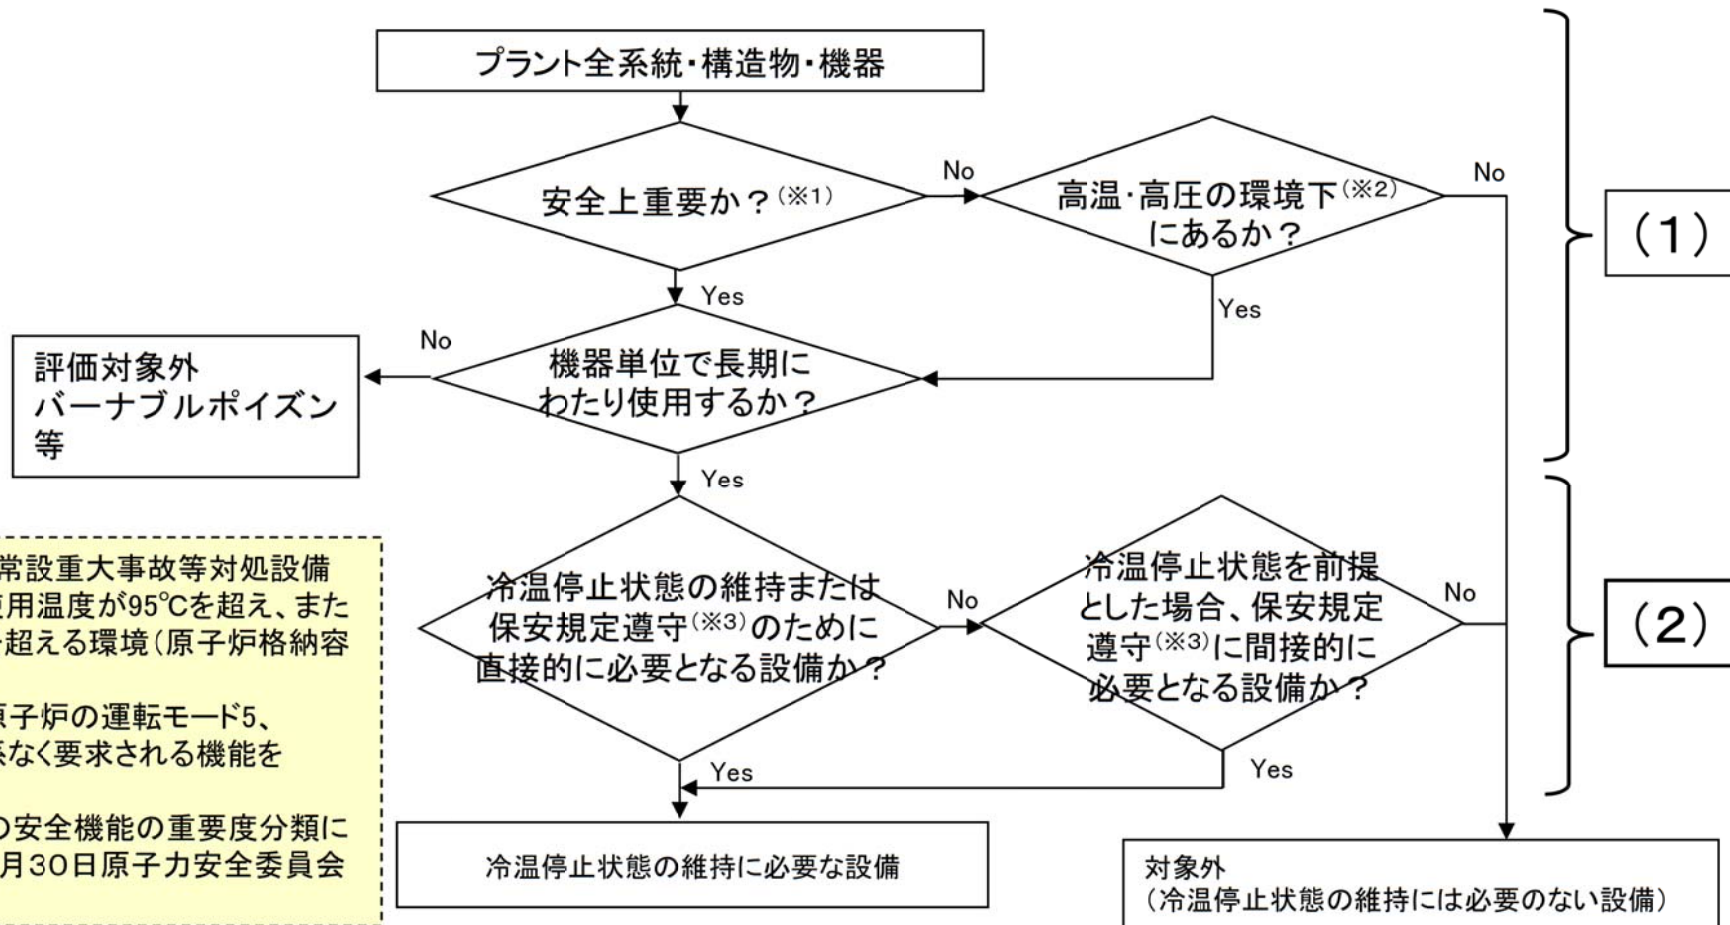 プラント全系統・構造物・機器
安全上重要か？(※1)
No
高温・高圧の環境下(※2)
にあるか？
No
(1)
Yes
Yes
No
機器単位で長期に
わたり使用するか？
評価対象外
バーナブルポイズン
等
Yes
冷温停止状態の維持または
保安規定遵守(※3)のために
直接的に必要となる設備か？
No
冷温停止状態を前提
とした場合、保安規定
遵守(※3)に間接的に
必要となる設備か？
No
(2)
Yes
Yes
常設重大事故等対処設備
使用温度が95℃を超え、また
超える環境(原子炉格納容
原子炉の運転モード5、
系なく要求される機能を
の安全機能の重要度分類に
月30日原子力安全委員会
冷温停止状態の維持に必要な設備
対象外
(冷温停止状態の維持には必要のない設備)